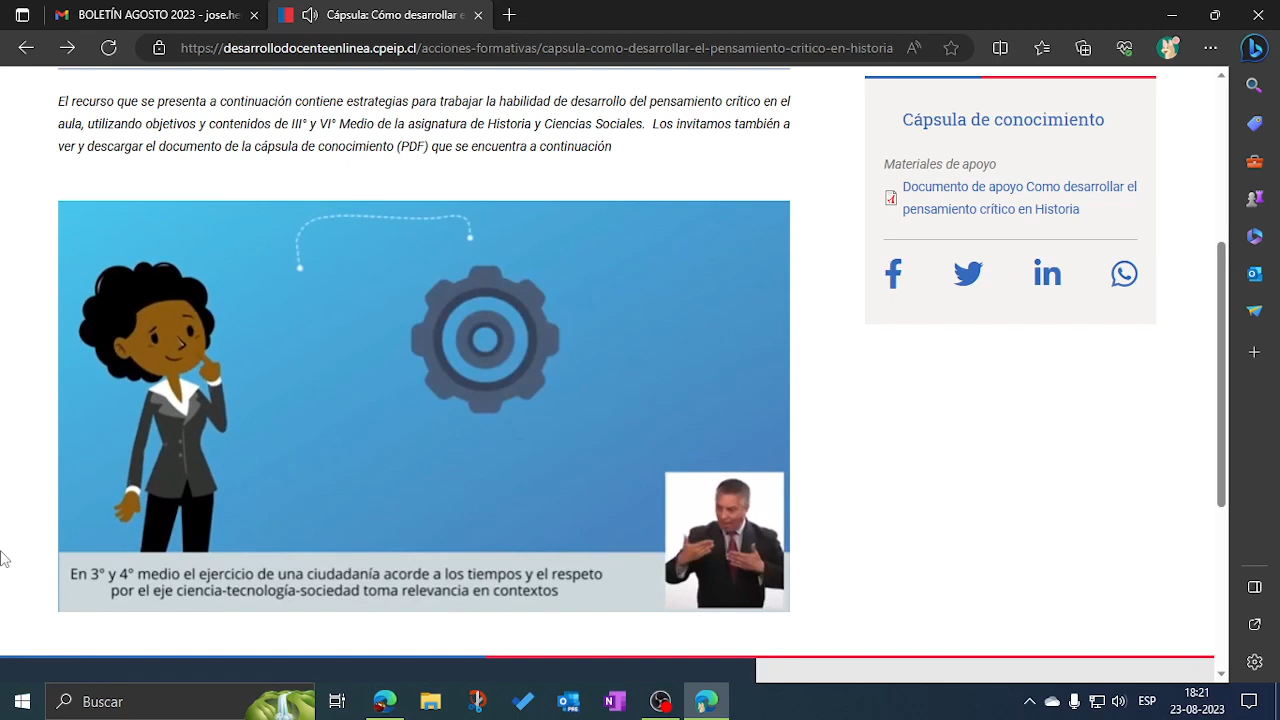 BOLETÍN AGOSTO 2023 - jose.he
Cápsula: ¿Cómo desarrollar e
https://desarrollodocenteenlinea.cpeip.cl/acciones-formativas/capsula-como-desarrollar-el-pensamiento-critico-en-historia
El recurso que se presenta a continuación contiene estrategias para trabajar la habilidad de desarrollo del pensamiento crítico en el
aula, utilizando objetivos y contenidos de III° y VI° Medio de la asignatura de Historia y Ciencias Sociales. Los invitamos también a
ver y descargar el documento de la cápsula de conocimiento (PDF) que se encuentra a continuación
Cápsula de conocimiento
Materiales de apoyo
Documento de apoyo Como desarrollar el
pensamiento crítico en Historia
En 3° y 4° medio el ejercicio de una ciudadanía acorde a los tiempos y el respeto
por el eje ciencia-tecnología-sociedad toma relevancia en contextos
Buscar
ESP
18:21
23-08-2023